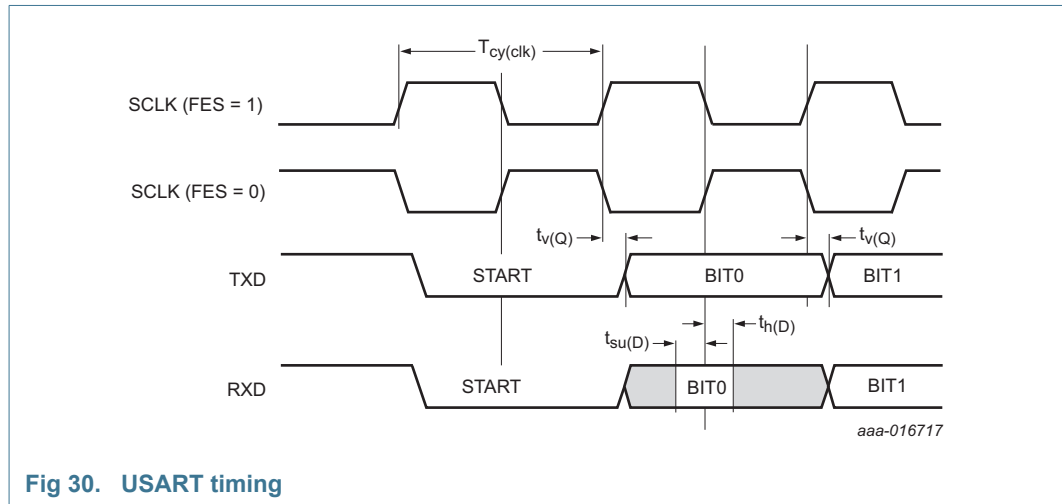 Tcy(clk)
SCLK (FES = 1)
SCLK (FES = 0)
tv(Q)
tv(Q)
TXD
START
BIT0
BIT1
tsu(D)
th(D)
RXD
START
BIT0
BIT1
aaa-016717
Fig 30. USART timing